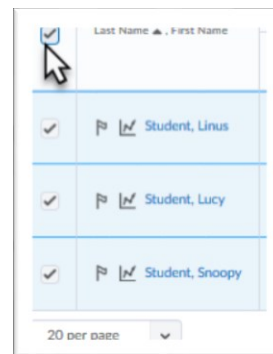 Last Name ▲ , First Name
Student, Linus
Student, Lucy
Student, Snoopy
20 per page